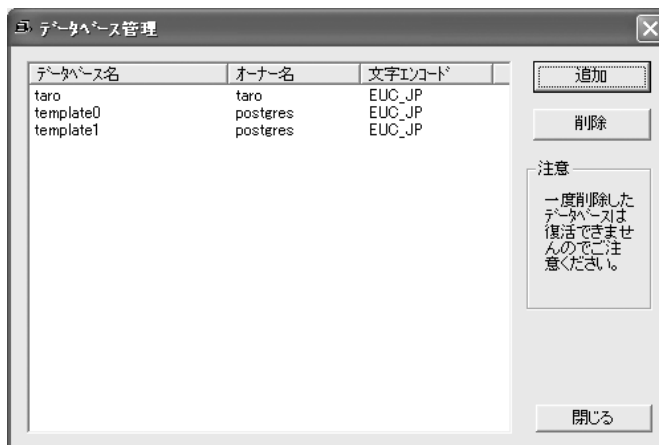 データベース管理
データベース名 オーナー名 文字エンコード
taro taro EUC_JP
template0 postgres EUC_JP
template1 postgres EUC_JP
追加
削除
注意
一度削除した
データベースは
復活できませ
んのでご注
意ください。
閉じる